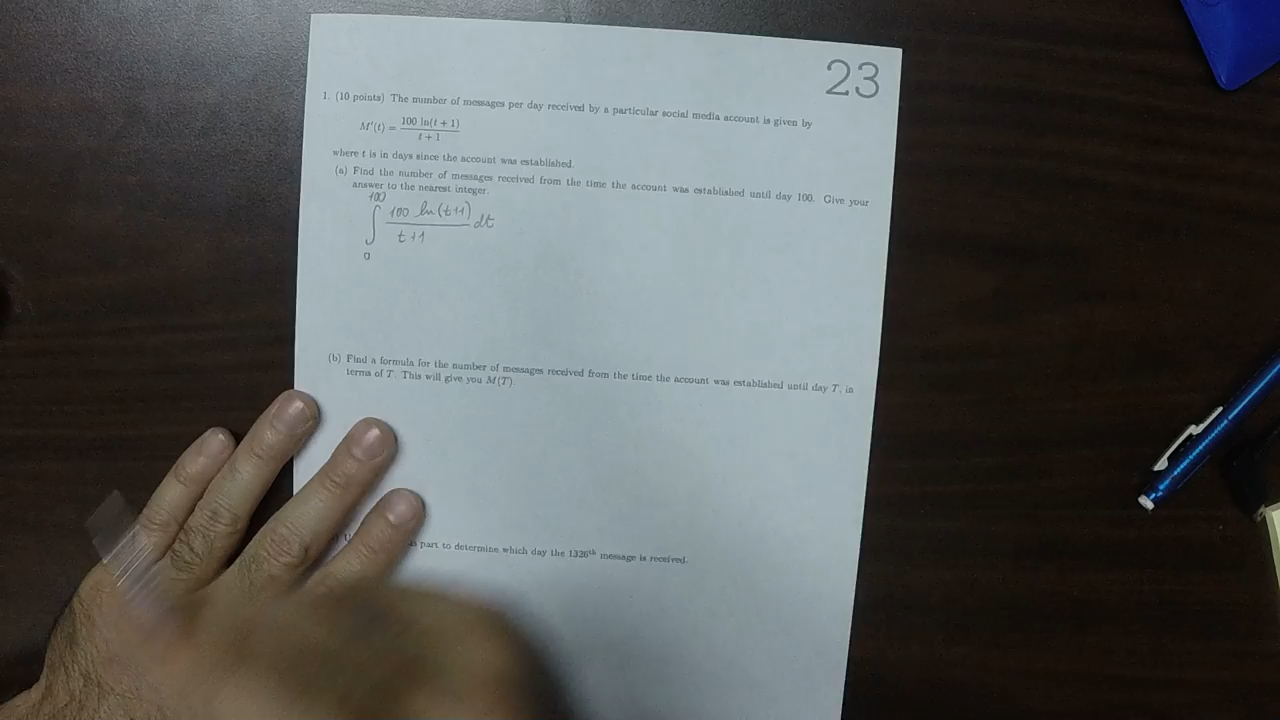 23
1. (10 points) The number of messages per day received by a particular social media account is given by
M'(t) = 100 ln(t + 1) / t + 1
where t is in days since the account was established.
(a) Find the number of messages received from the time the account was established until day 100. Give your
answer to the nearest integer.
∫₀¹⁰⁰ 100 ln(t+1) / t+1 dt
(b) Find a formula for the number of messages received from the time the account was established until day T, in
terms of T. This will give you M(T).
part to determine which day the 1326th message is received.